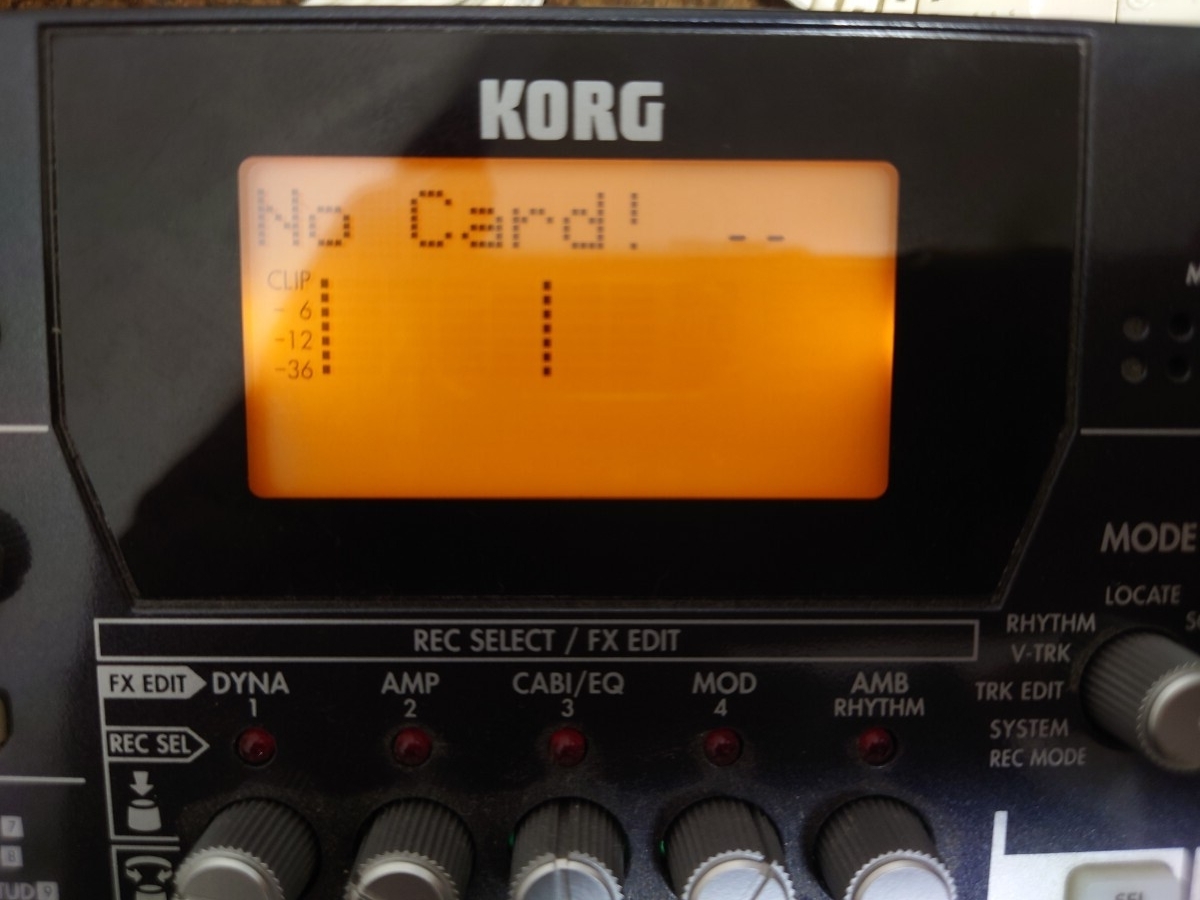 KORG
No Card! --
CLIP
- 6
-12
-36
MODE
LOCATE
RHYTHM
V-TRK
TRK EDIT
SYSTEM
REC MODE
REC SELECT / FX EDIT
FX EDIT DYNA AMP CABI/EQ MOD AMB
1 2 3 4 RHYTHM
REC SEL
7
8
9